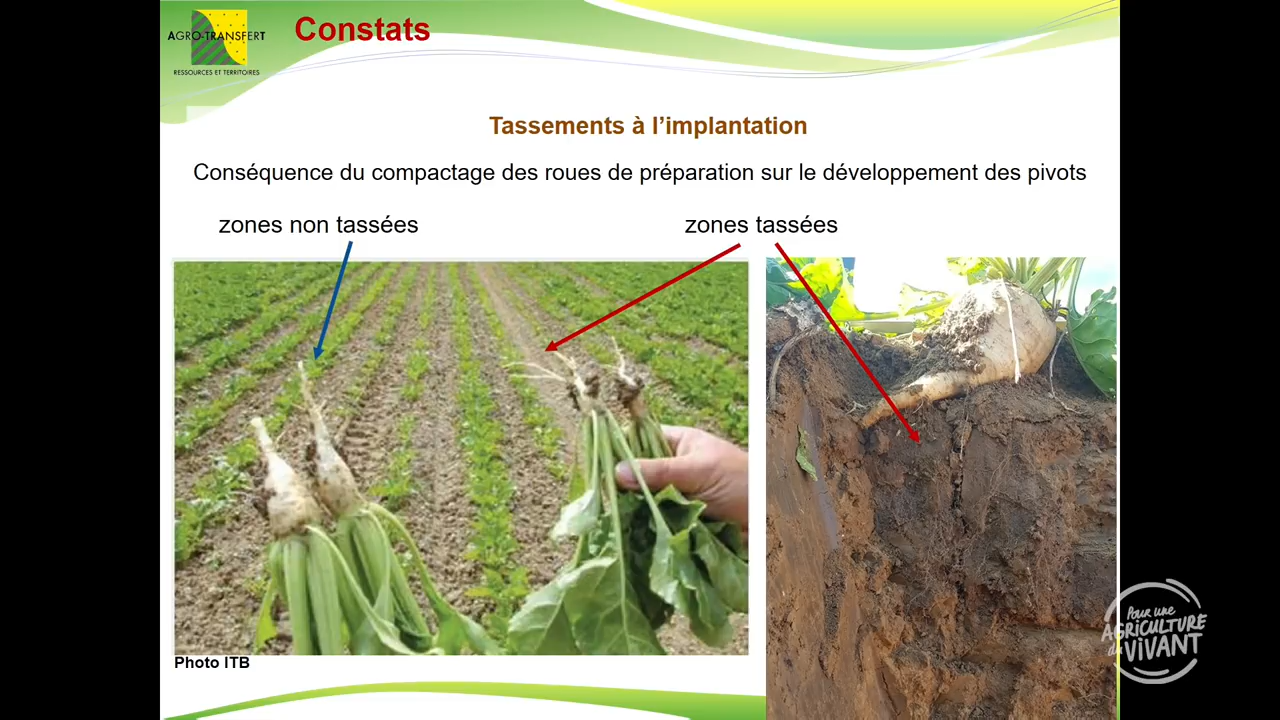 AGRO-TRANSFERT
RESSOURCES ET TERRITOIRES
Constats
Tassements à l'implantation
Conséquence du compactage des roues de préparation sur le développement des pivots
zones non tassées
zones tassées
Photo ITB
Pour une
AGRICULTURE
du VIVANT